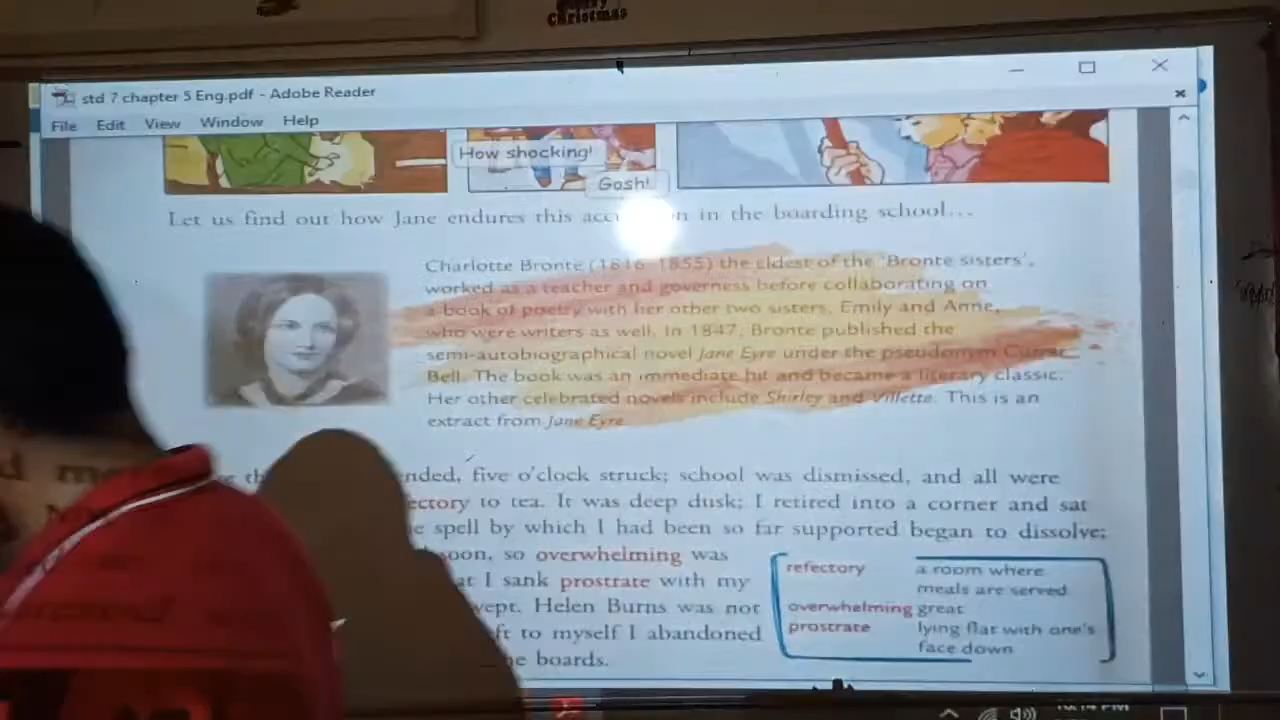 Christmas
std 7 chapter 5 Eng.pdf - Adobe Reader
File Edit View Window Help
How shocking!
Gosh!
Let us find out how Jane endures this in the boarding school...
Charlotte Bronte (1816-1855) the eldest of the 'Bronte sisters',
worked as a teacher and governess before collaborating on
a book of poetry with her other two sisters, Emily and Anne,
who were writers as well. In 1847, Bronte published the
semi-autobiographical novel Jane Eyre under the pseudonym Currer
Bell. The book was an immediate hit and became a literary classic.
Her other celebrated novels include Shirley and Villette. This is an
extract from Jane Eyre
nded, five o'clock struck; school was dismissed, and all were
ectory to tea. It was deep dusk; I retired into a corner and sat
e spell by which I had been so far supported began to dissolve;
soon, so overwhelming was
at I sank prostrate with my
wept. Helen Burns was not
ft to myself I abandoned
he boards.
refectory a room where
meals are served
overwhelming great
prostrate lying flat with one's
face down